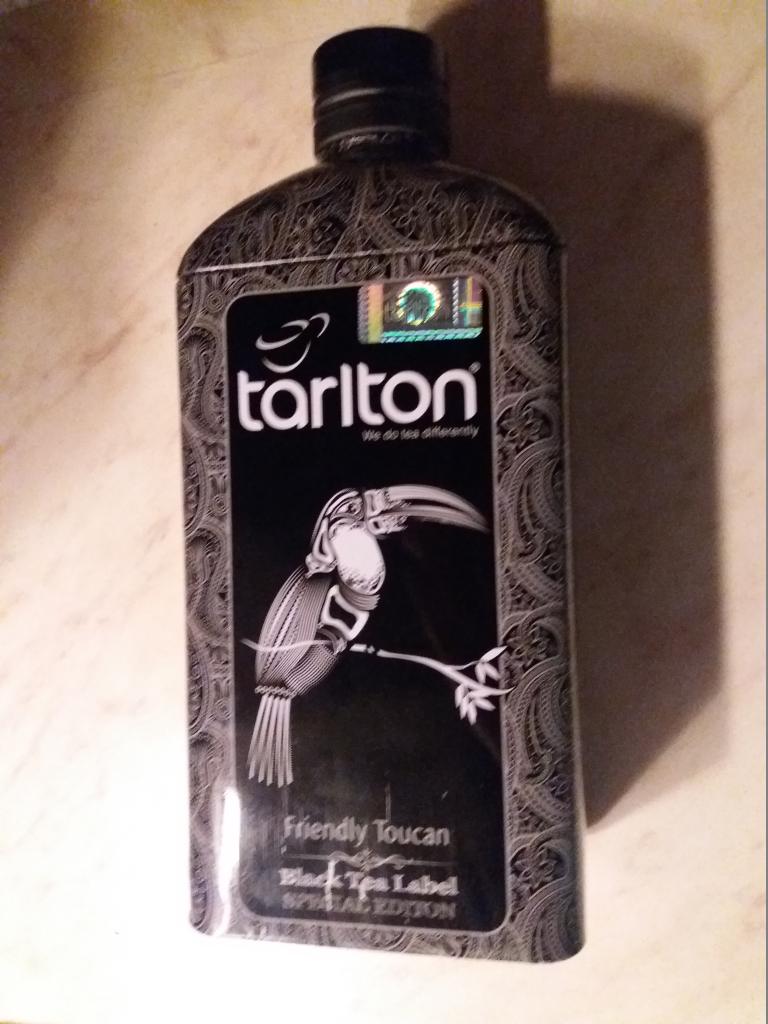 tarlton
We do tea differently
Friendly Toucan
Black Tea Label
SPECIAL EDITION